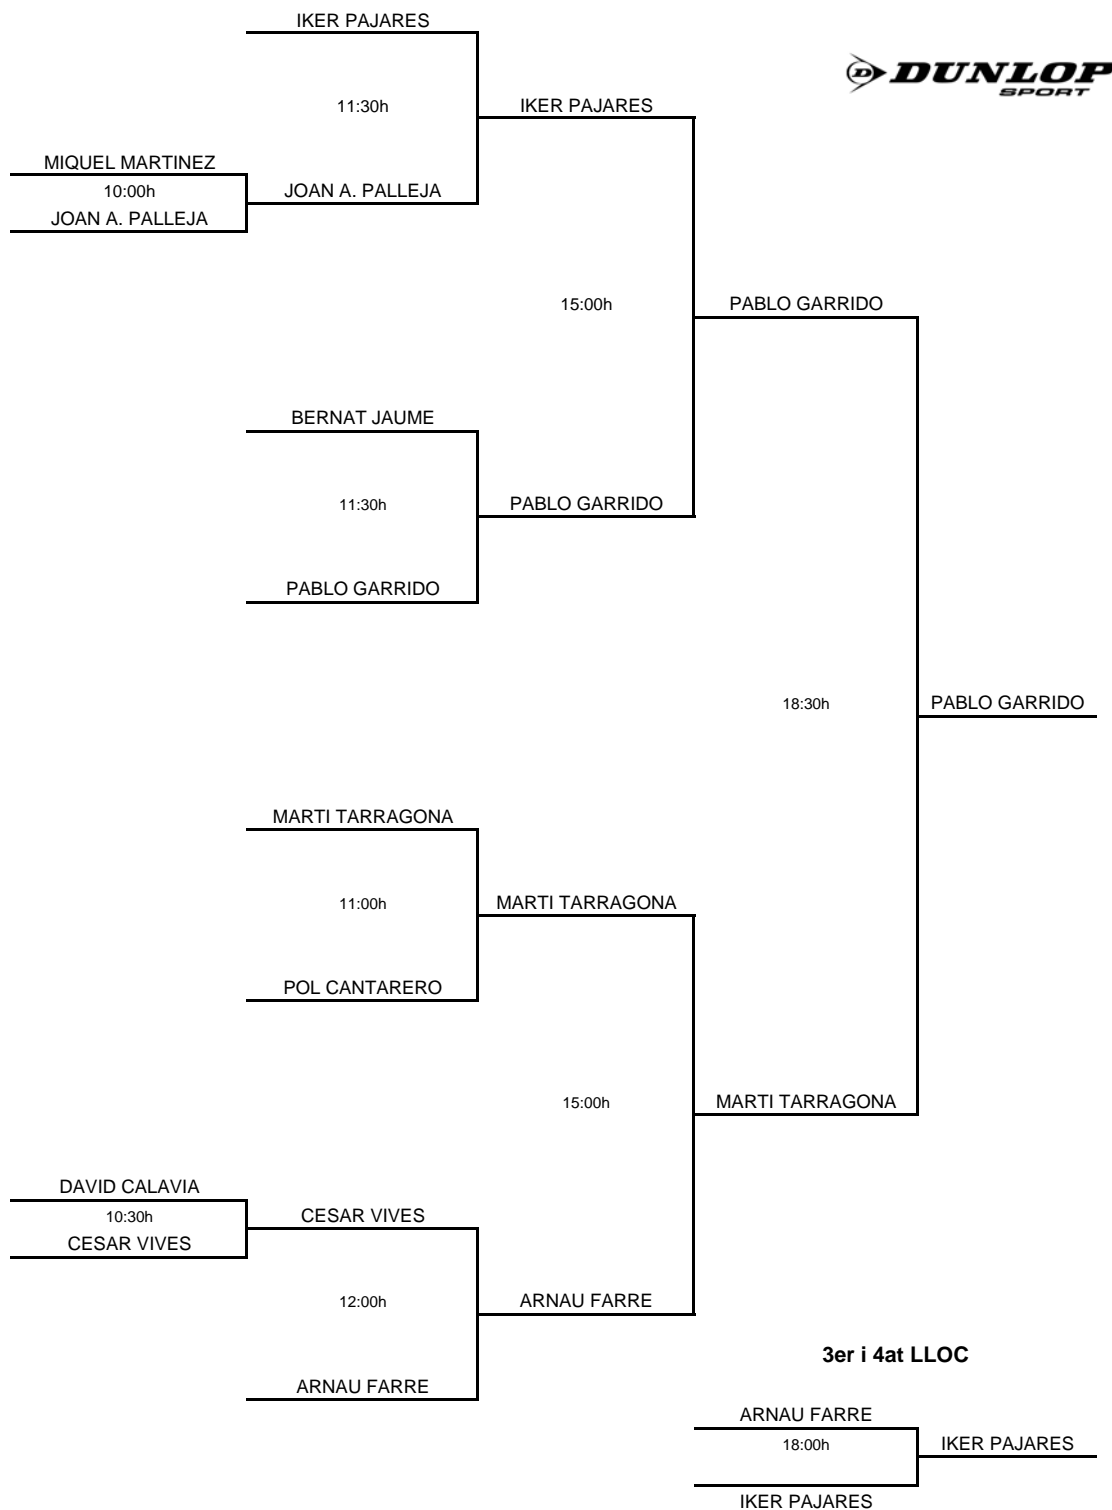 IKER PAJARES
DUNLOP
SPORT
11:30h
IKER PAJARES
MIQUEL MARTINEZ
10:00h
JOAN A. PALLEJA
JOAN A. PALLEJA
15:00h
PABLO GARRIDO
BERNAT JAUME
11:30h
PABLO GARRIDO
PABLO GARRIDO
18:30h
PABLO GARRIDO
MARTI TARRAGONA
11:00h
MARTI TARRAGONA
POL CANTARERO
15:00h
MARTI TARRAGONA
DAVID CALAVIA
10:30h
CESAR VIVES
CESAR VIVES
12:00h
ARNAU FARRE
ARNAU FARRE
3er i 4at LLOC
ARNAU FARRE
18:00h
IKER PAJARES
IKER PAJARES